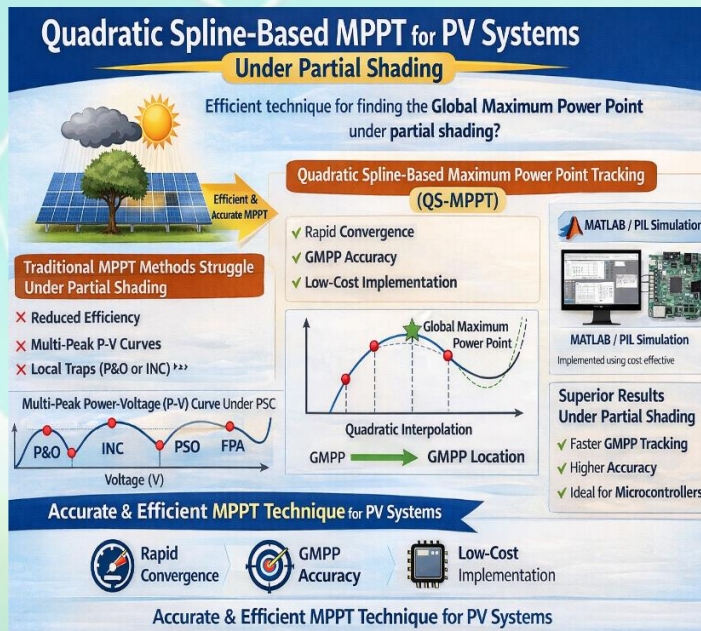 Quadratic Spline-Based MPPT for PV Systems
Under Partial Shading
Efficient technique for finding the Global Maximum Power Point
under partial shading?
Efficient &
Accurate MPPT
Traditional MPPT Methods Struggle
Under Partial Shading
✗ Reduced Efficiency
✗ Multi-Peak P-V Curves
✗ Local Traps (P&O or INC)
Multi-Peak Power-Voltage (P-V) Curve Under PSC
P&O
INC
PSO
FPA
Voltage (V)
Quadratic Spline-Based Maximum Power Point Tracking
(QS-MPPT)
✓ Rapid Convergence
✓ GMPP Accuracy
✓ Low-Cost Implementation
Global Maximum
Power Point
Quadratic Interpolation
GMPP
GMPP Location
MATLAB / PIL Simulation
MATLAB / PIL Simulation
Implemented using cost effective
Superior Results
Under Partial Shading
✓ Faster GMPP Tracking
✓ Higher Accuracy
✓ Ideal for Microcontrollers
Accurate & Efficient MPPT Technique for PV Systems
Rapid
Convergence
GMPP
Accuracy
Low-Cost
Implementation
Accurate & Efficient MPPT Technique for PV Systems